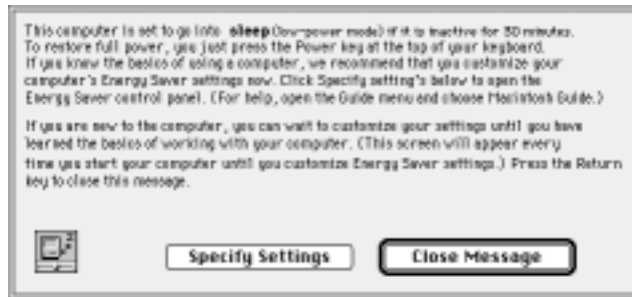 This computer is set to go into sleep (low-power mode) if it is inactive for 30 minutes.
To restore full power, you just press the Power key at the top of your keyboard.
If you know the basics of using a computer, we recommend that you customize your
computer's Energy Saver settings now. Click Specify setting's below to open the
Energy Saver control panel. (For help, open the Guide menu and choose Macintosh Guide.)
If you are new to the computer, you can wait to customize your settings until you have
learned the basics of working with your computer. (This screen will appear every
time you start your computer until you customize Energy Saver settings.) Press the Return
key to close this message.
Specify Settings
Close Message